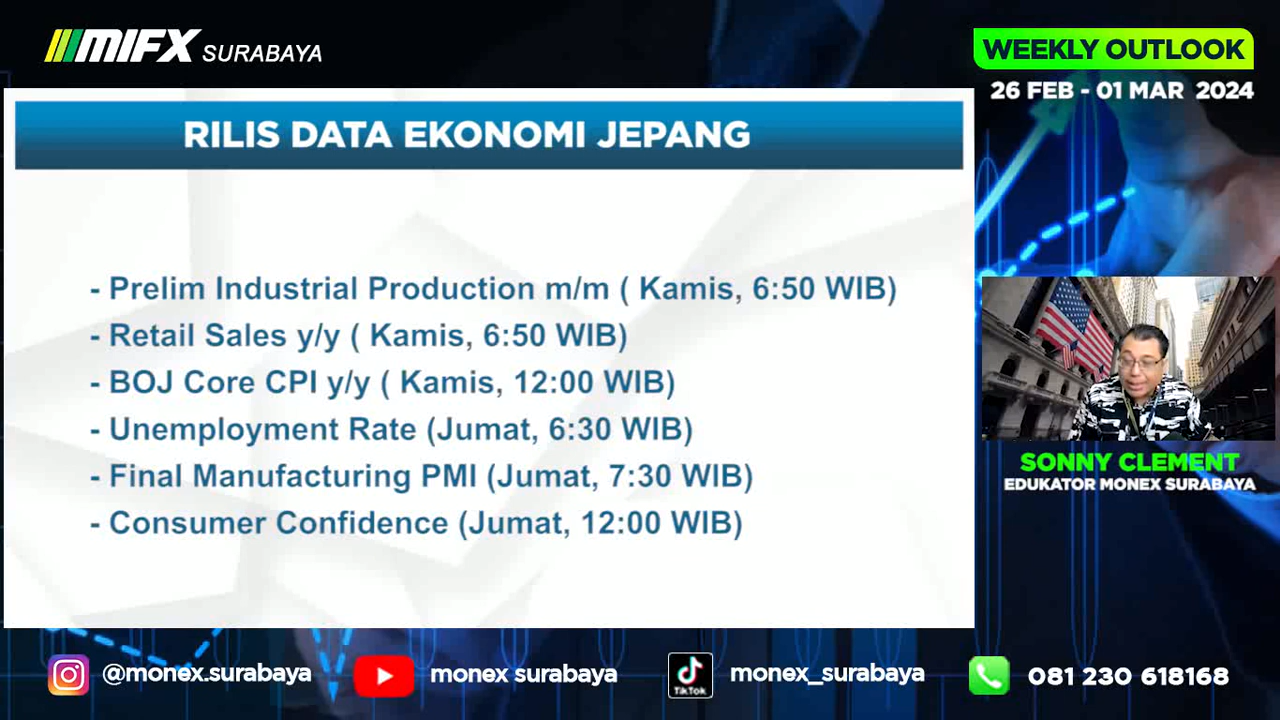 MIFX SURABAYA
WEEKLY OUTLOOK
26 FEB - 01 MAR 2024
RILIS DATA EKONOMI JEPANG
- Prelim Industrial Production m/m ( Kamis, 6:50 WIB)
- Retail Sales y/y ( Kamis, 6:50 WIB)
- BOJ Core CPI y/y ( Kamis, 12:00 WIB)
- Unemployment Rate (Jumat, 6:30 WIB)
- Final Manufacturing PMI (Jumat, 7:30 WIB)
- Consumer Confidence (Jumat, 12:00 WIB)
SONNY CLEMENT
EDUKATOR MONEX SURABAYA
@monex.surabaya
monex surabaya
TikTok
monex_surabaya
081 230 618168